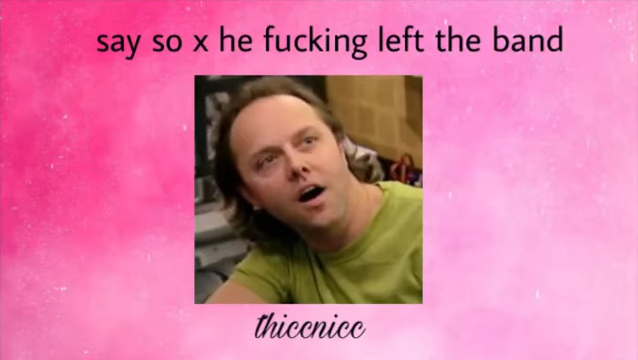 say so x he fucking left the band
thiccnicc